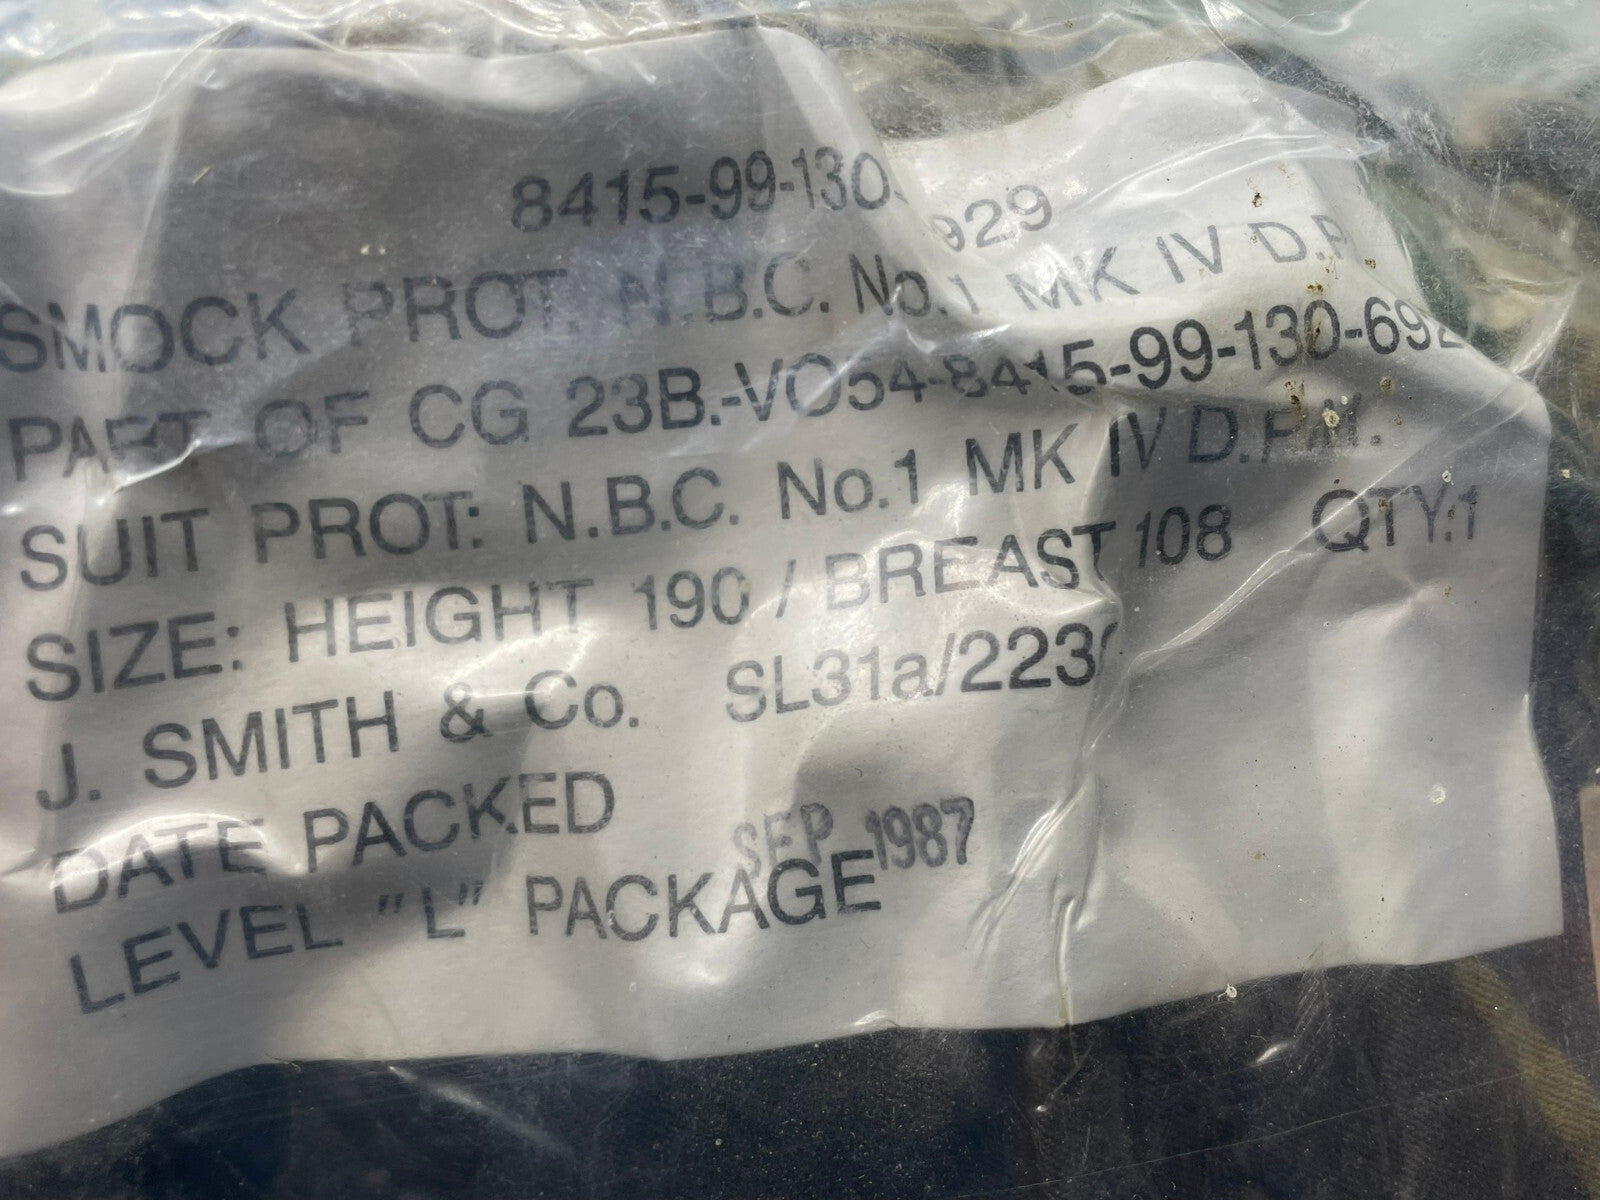 8415-99-130-
SMOCK PROT. N.B.C. No.1 MK IV
PART OF CG 23B.-VO54-8415-99-130-692
SUIT PROT: N.B.C. No.1 MK IV D.P.M.
SIZE: HEIGHT 190 / BREAST 108 QTY.1
J. SMITH & Co. SL31a/223
DATE PACKED SEP 1987
LEVEL "L" PACKAGE